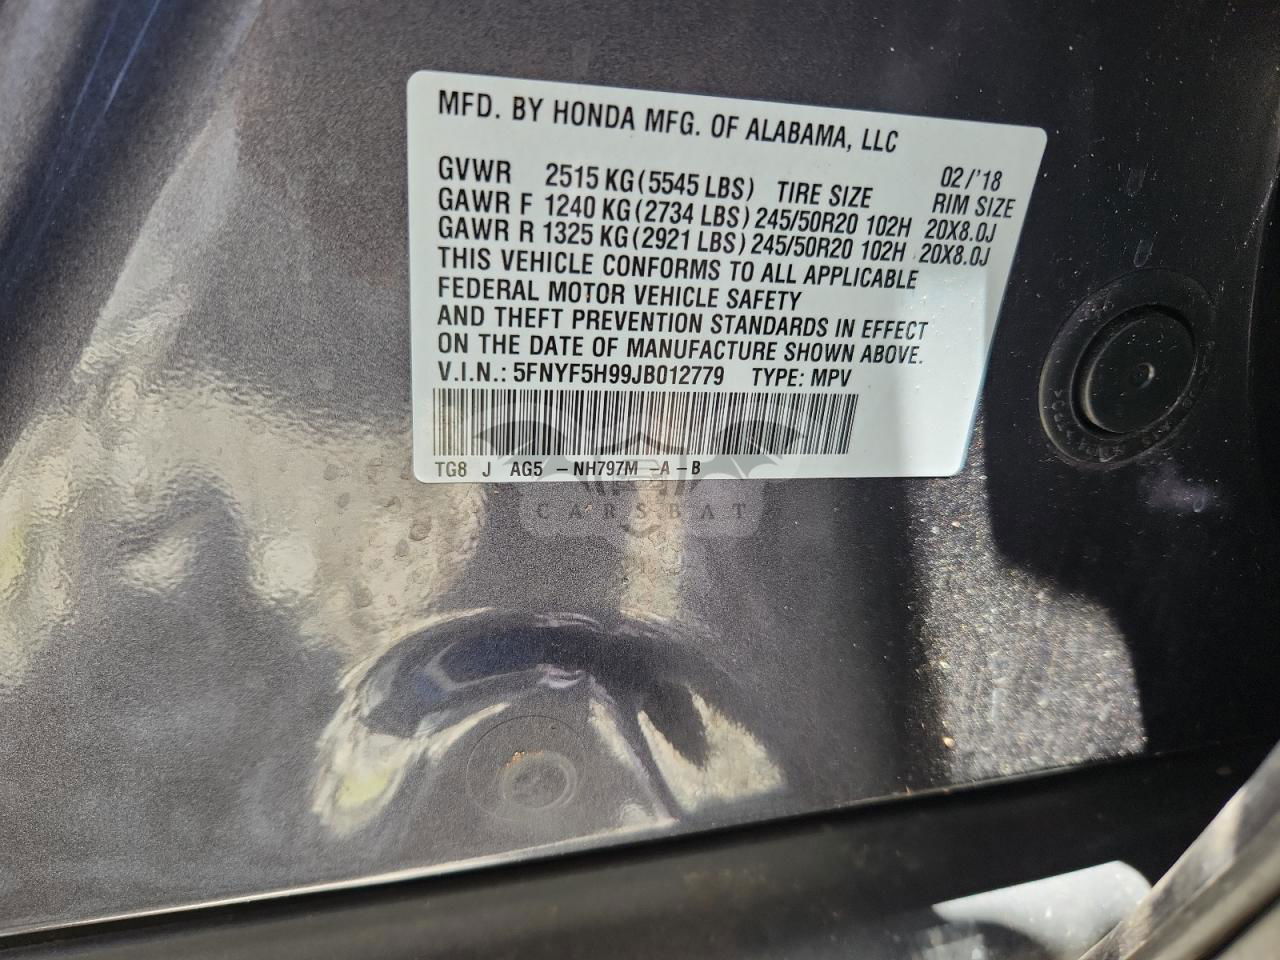 MFD. BY HONDA MFG. OF ALABAMA, LLC
GVWR 2515 KG (5545 LBS) TIRE SIZE 02/'18 RIM SIZE
GAWR F 1240 KG (2734 LBS) 245/50R20 102H 20X8.0J
GAWR R 1325 KG (2921 LBS) 245/50R20 102H 20X8.0J
THIS VEHICLE CONFORMS TO ALL APPLICABLE
FEDERAL MOTOR VEHICLE SAFETY
AND THEFT PREVENTION STANDARDS IN EFFECT
ON THE DATE OF MANUFACTURE SHOWN ABOVE.
V.I.N.: 5FNYF5H99JB012779 TYPE: MPV
TG8 J AG5 -NH797M -A -B
CARSBAT